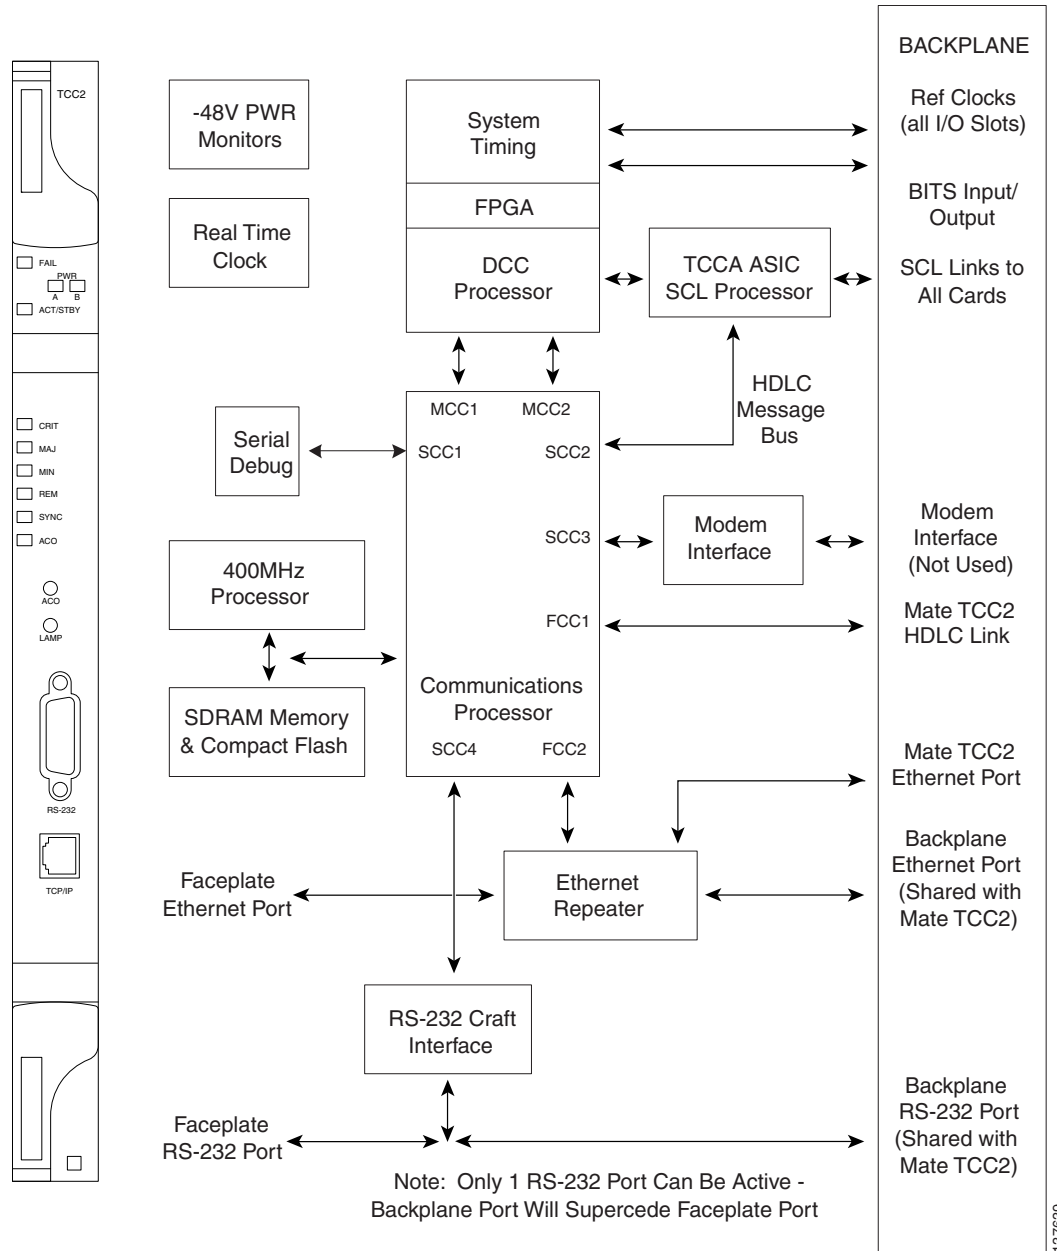 TCC2
FAIL
PWR
A B
ACT/STBY
CRIT
MAJ
MIN
REM
SYNC
ACO
ACO
LAMP
RS-232
TCP/IP
-48V PWR
Monitors
Real Time
Clock
System
Timing
FPGA
DCC
Processor
TCCA ASIC
SCL Processor
HDLC
Message
Bus
MCC1 MCC2
SCC1
SCC2
SCC3
FCC1
Communications
Processor
SCC4 FCC2
Serial
Debug
400MHz
Processor
SDRAM Memory
& Compact Flash
Modem
Interface
Faceplate
Ethernet Port
Ethernet
Repeater
RS-232 Craft
Interface
Faceplate
RS-232 Port
Note: Only 1 RS-232 Port Can Be Active -
Backplane Port Will Supercede Faceplate Port
BACKPLANE
Ref Clocks
(all I/O Slots)
BITS Input/
Output
SCL Links to
All Cards
Modem
Interface
(Not Used)
Mate TCC2
HDLC Link
Mate TCC2
Ethernet Port
Backplane
Ethernet Port
(Shared with
Mate TCC2)
Backplane
RS-232 Port
(Shared with
Mate TCC2)